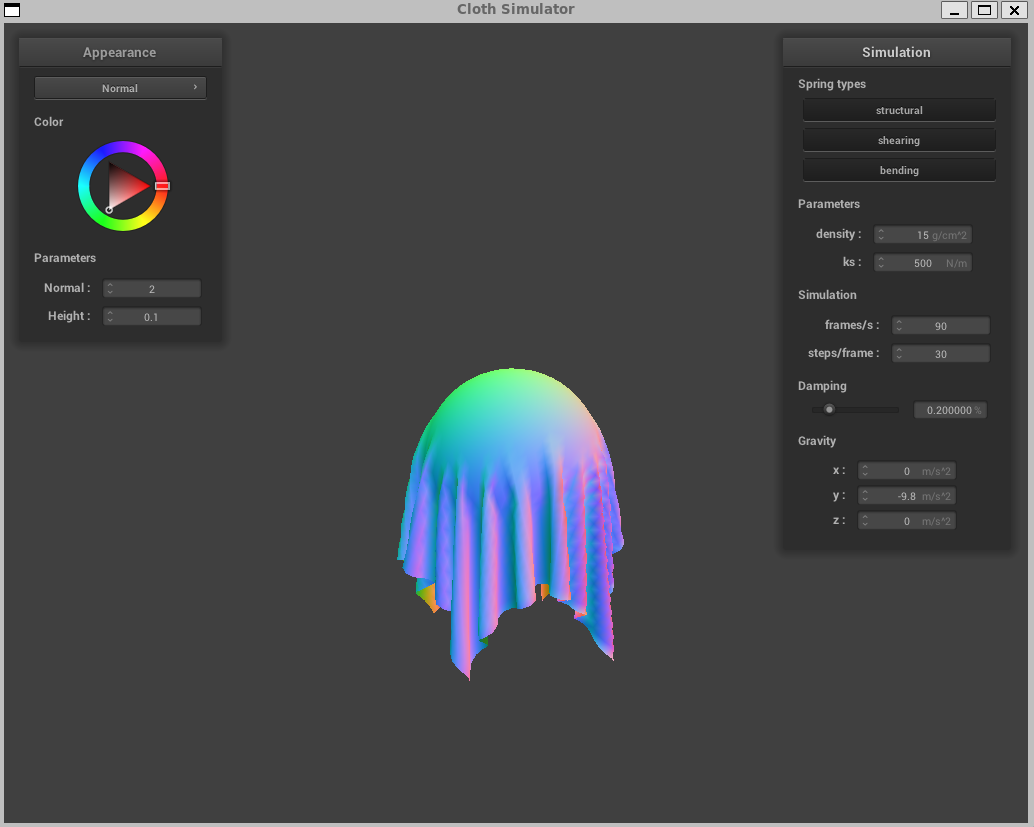 Cloth Simulator
Appearance
Normal
Color
Parameters
Normal : 2
Height : 0.1
Simulation
Spring types
structural
shearing
bending
Parameters
density : 15 g/cm^2
ks : 500 N/m
Simulation
frames/s : 90
steps/frame : 30
Damping
0.200000 %
Gravity
x : 0 m/s^2
y : -9.8 m/s^2
z : 0 m/s^2